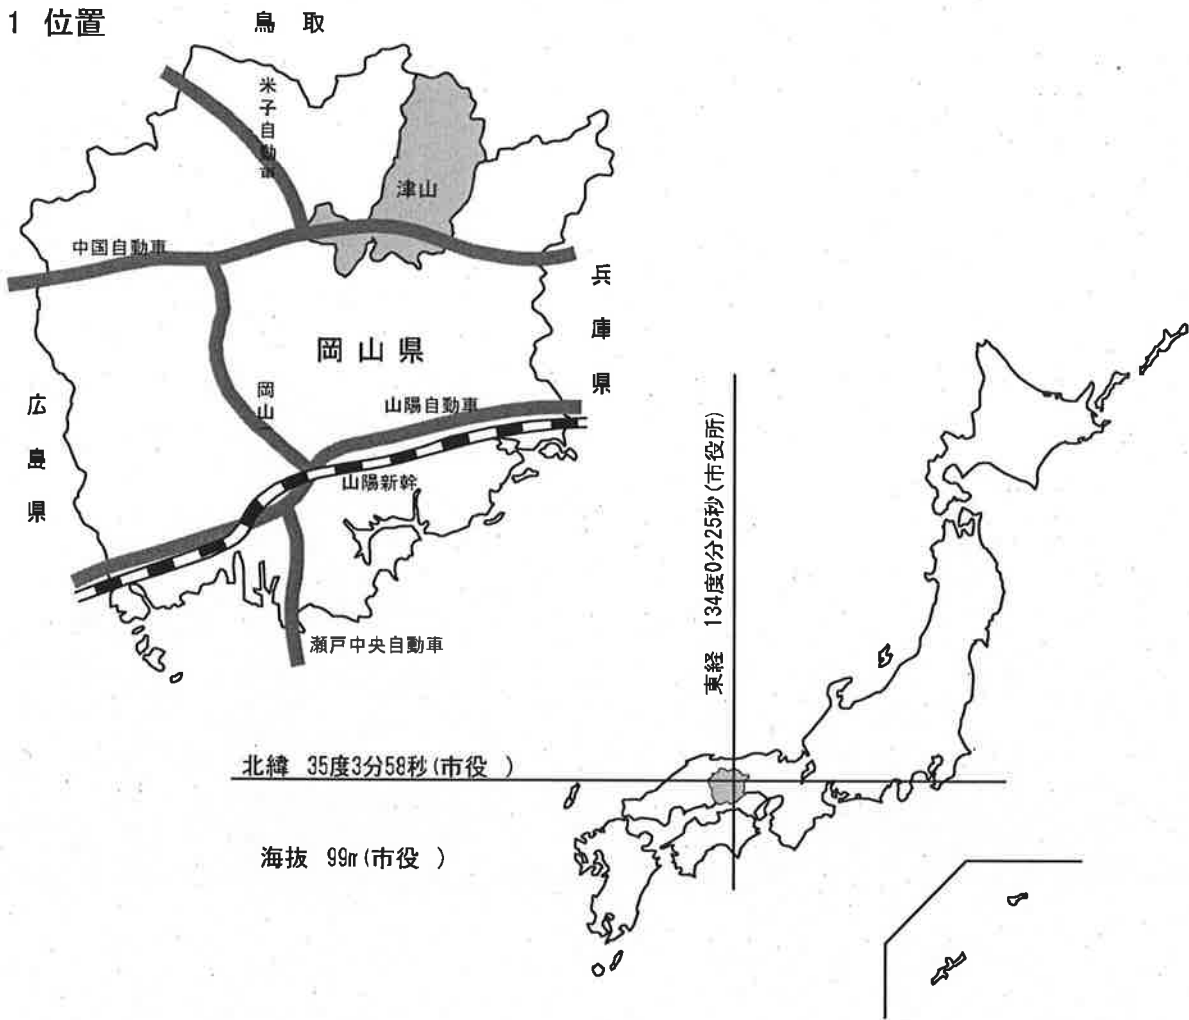 1 位置
鳥 取
米子自動車
津山
中国自動車
兵庫県
岡山県
岡山
広島県
山陽自動車
山陽新幹
瀬戸中央自動車
東経 134度0分25秒(市役所)
北緯 35度3分58秒(市役 )
海抜 99m(市役 )